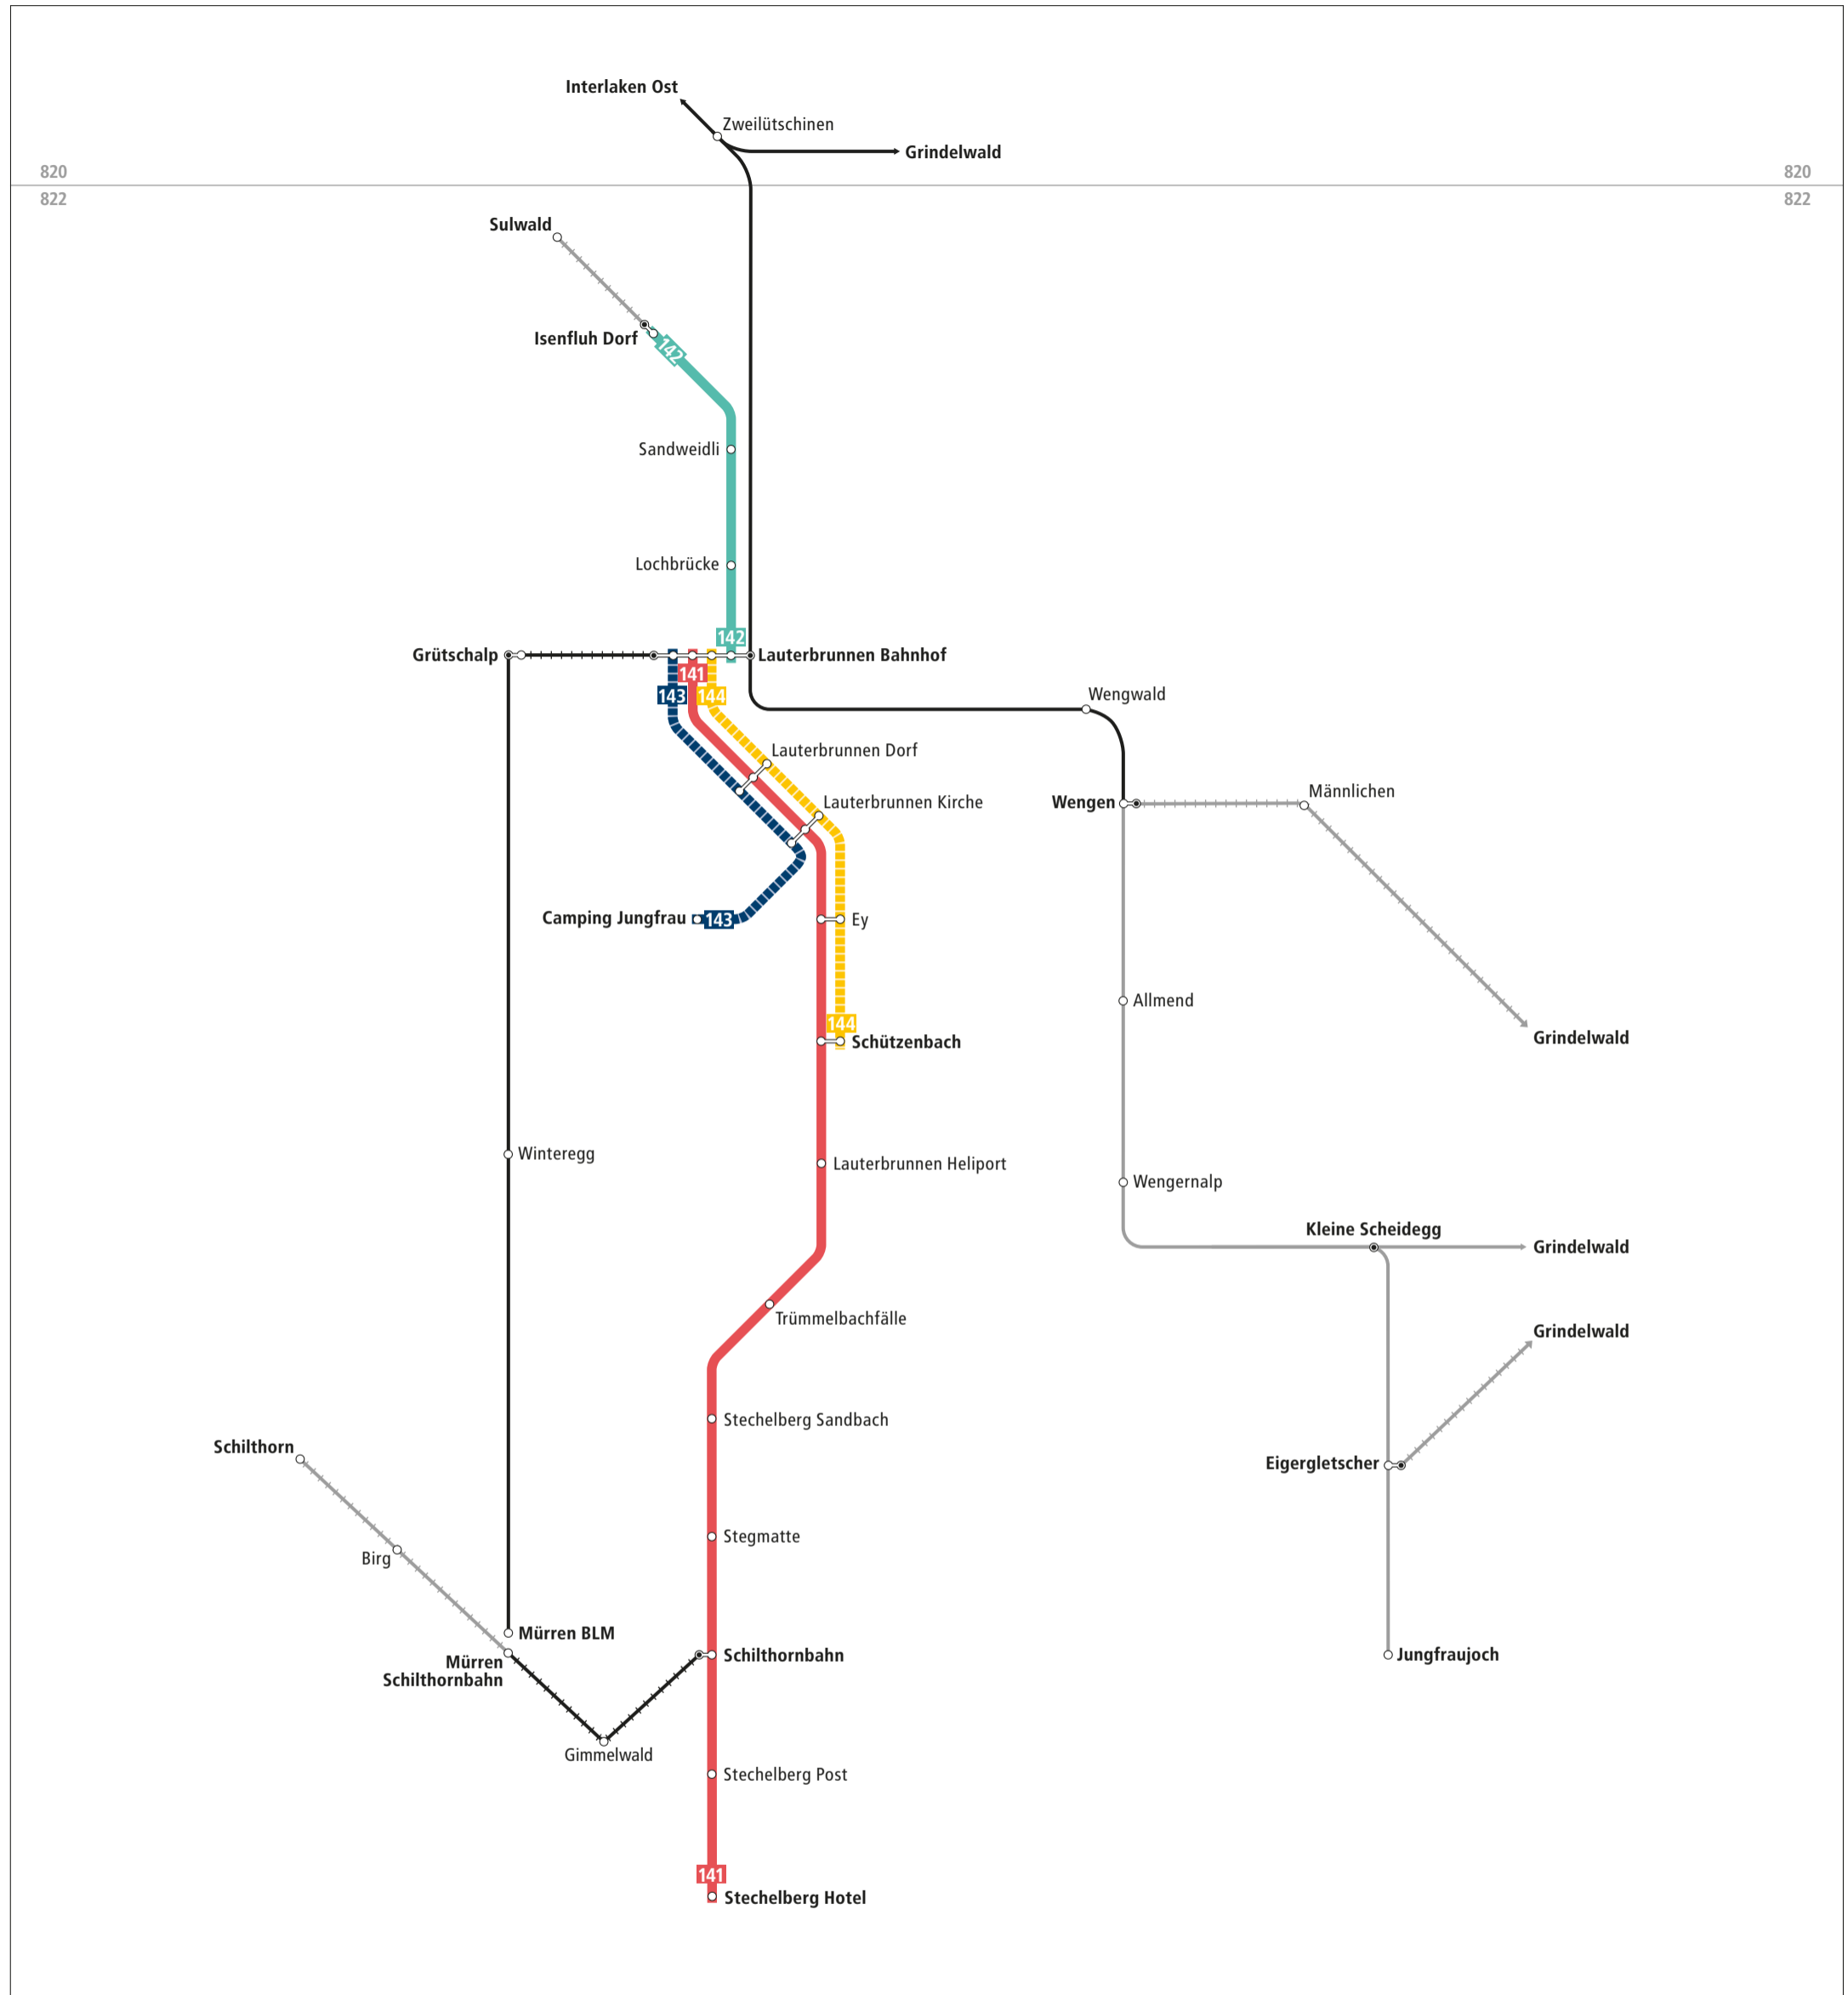 Interlaken Ost
Zweilütschinen
Grindelwald
820
820
822
822
Sulwald
Isenfluh Dorf
142
Sandweidli
Lochbrücke
142
Grütschalp
Lauterbrunnen Bahnhof
141
143
144
Wengwald
Lauterbrunnen Dorf
Männlichen
Lauterbrunnen Kirche
Wengen
Camping Jungfrau
143
Ey
Allmend
144
Grindelwald
Schützenbach
Winteregg
Lauterbrunnen Heliport
Wengernalp
Kleine Scheidegg
Grindelwald
Trümmelbachfälle
Grindelwald
Stechelberg Sandbach
Schilthorn
Eigergletscher
Stegmatte
Birg
Mürren BLM
Mürren
Schilthornbahn
Schilthornbahn
Jungfraujoch
Gimmelwald
Stechelberg Post
141
Stechelberg Hotel